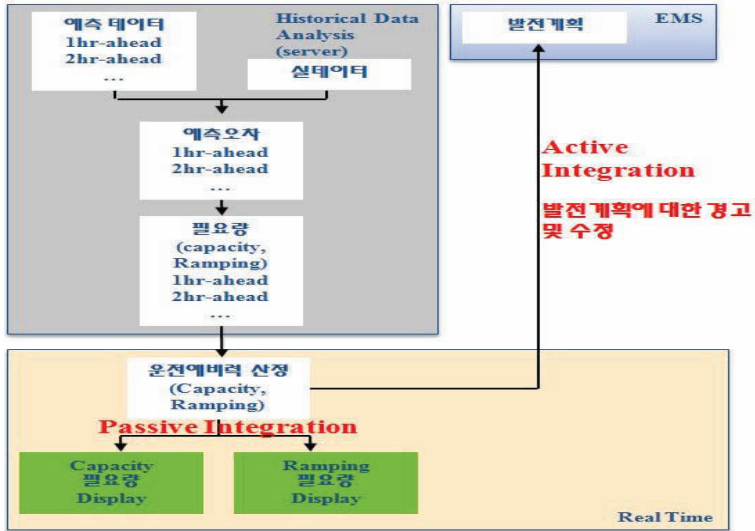 예측 데이터
1hr-ahead
2hr-ahead
...
Historical Data
Analysis
(server)
실데이터
발전계획
EMS
예측오차
1hr-ahead
2hr-ahead
...
필요량
(capacity,
Ramping)
1hr-ahead
2hr-ahead
...
Active
Integration
발전계획에 대한 경고
및 수정
운전예비력 산정
(Capacity,
Ramping)
Passive Integration
Capacity
필요량
Display
Ramping
필요량
Display
Real Time